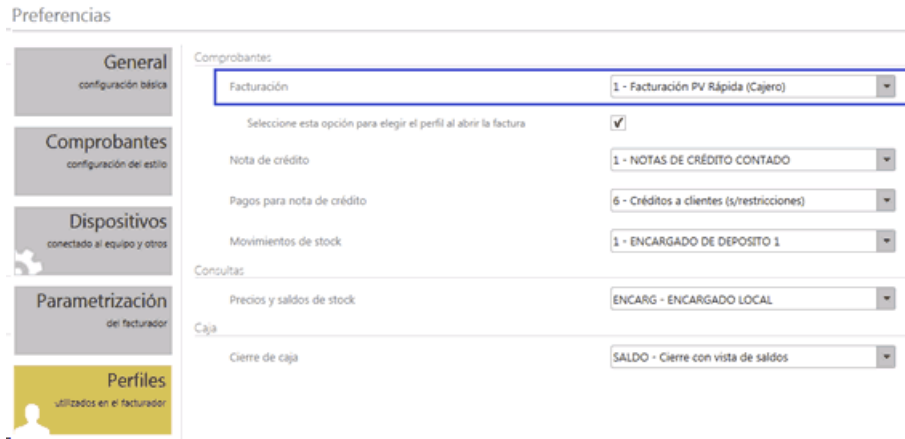 Preferencias
General
configuración básica
Comprobantes
configuración del estilo
Dispositivos
conectado al equipo y otros
Parametrización
del facturador
Perfiles
utilizados en el facturador
Comprobantes
Facturación 1 - Facturación PV Rápida (Cajero)
Seleccione esta opción para elegir el perfil al abrir la factura
Nota de crédito 1 - NOTAS DE CRÉDITO CONTADO
Pagos para nota de crédito 6 - Créditos a clientes (s/restricciones)
Movimientos de stock 1 - ENCARGADO DE DEPOSITO 1
Consultas
Precios y saldos de stock ENCARG - ENCARGADO LOCAL
Caja
Cierre de caja SALDO - Cierre con vista de saldos